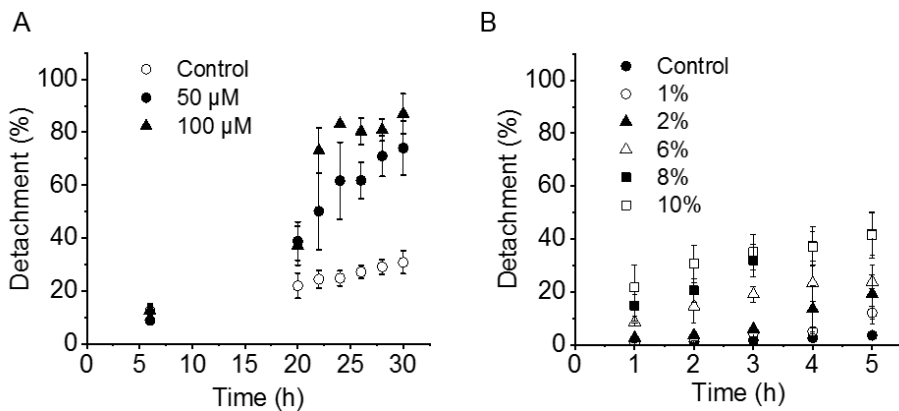 A
Detachment (%)
100
80
60
40
20
0
Control
50 µM
100 µM
0 5 10 15 20 25 30
Time (h)
B
Detachment (%)
100
80
60
40
20
0
Control
1%
2%
6%
8%
10%
1 2 3 4 5
Time (h)